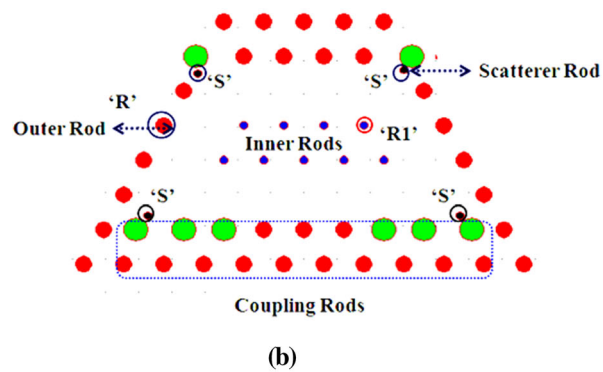 'S'
'S'
Scatterer Rod
'R'
Outer Rod
Inner Rods
'R1'
'S'
'S'
Coupling Rods
(b)